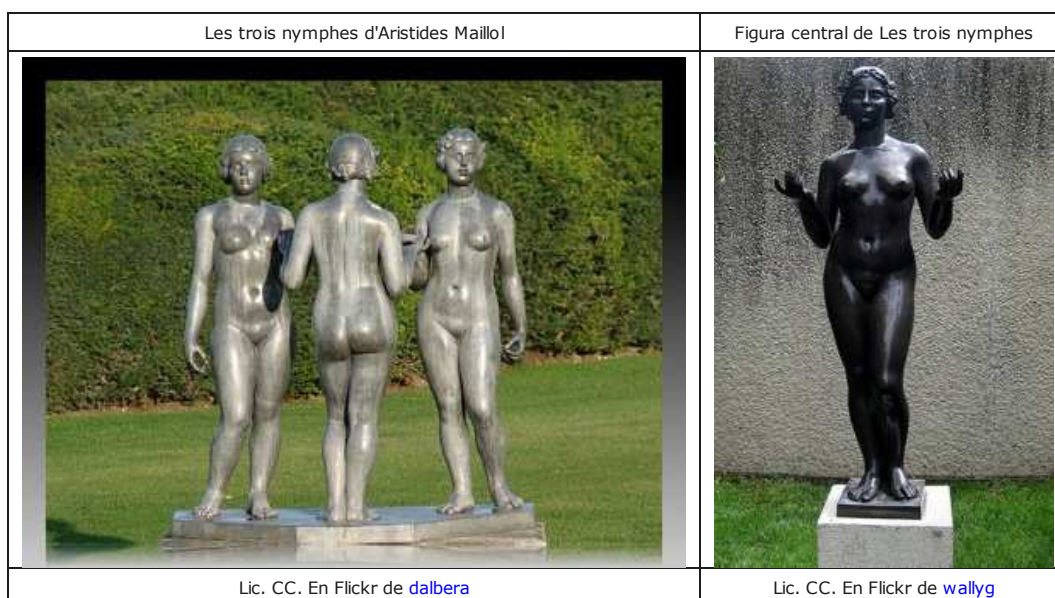 Les trois nymphes d'Aristides Maillol
Figura central de Les trois nymphes
Lic. CC. En Flickr de dalbera
Lic. CC. En Flickr de wallyg